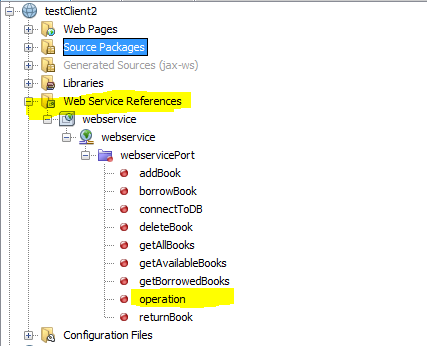 testClient2
Web Pages
Source Packages
Generated Sources (jax-ws)
Libraries
Web Service References
webservice
webservice
webservicePort
addBook
borrowBook
connectToDB
deleteBook
getAllBooks
getAvailableBooks
getBorrowedBooks
operation
returnBook
Configuration Files